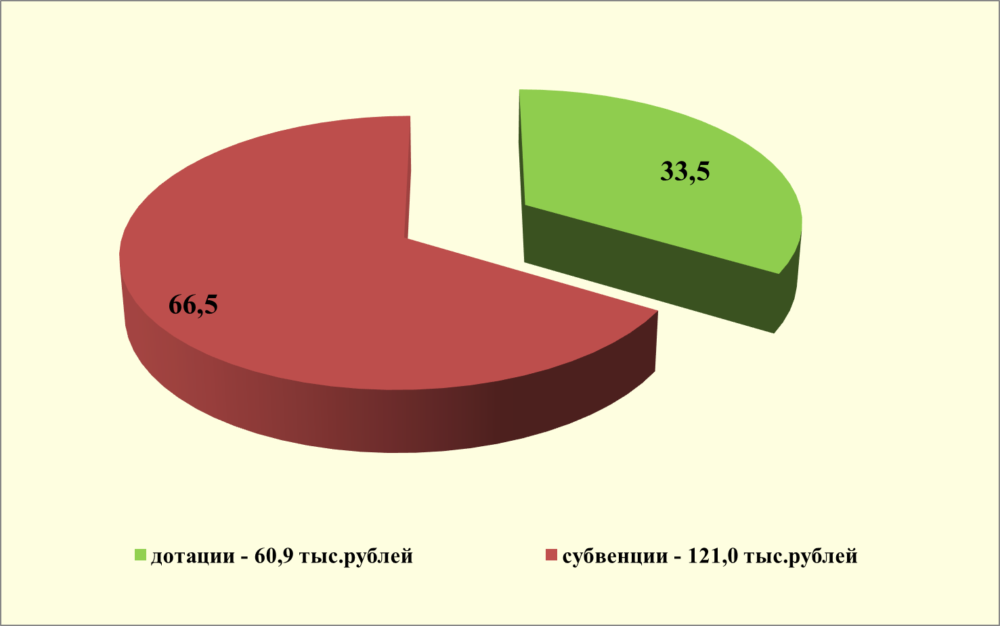 33,5
66,5
дотации - 60,9 тыс.рублей
субвенции - 121,0 тыс.рублей